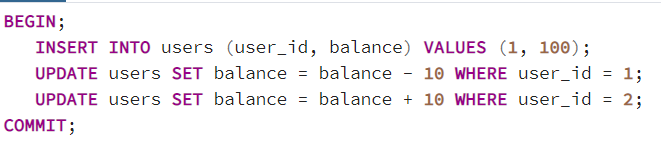 BEGIN;
INSERT INTO users (user_id, balance) VALUES (1, 100);
UPDATE users SET balance = balance - 10 WHERE user_id = 1;
UPDATE users SET balance = balance + 10 WHERE user_id = 2;
COMMIT;